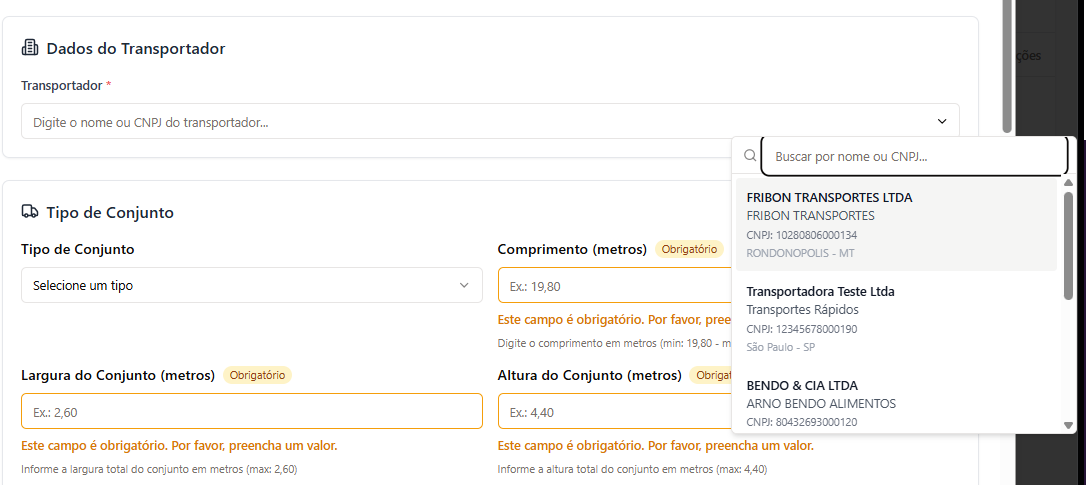 Dados do Transportador
Transportador *
Digite o nome ou CNPJ do transportador...
ções
Buscar por nome ou CNPJ...
FRIBON TRANSPORTES LTDA
FRIBON TRANSPORTES
CNPJ: 10280806000134
RONDONOPOLIS - MT
Transportadora Teste Ltda
Transportes Rápidos
CNPJ: 12345678000190
São Paulo - SP
BENDO & CIA LTDA
ARNO BENDO ALIMENTOS
CNPJ: 80432693000120
Tipo de Conjunto
Tipo de Conjunto
Selecione um tipo
Comprimento (metros) Obrigatório
Ex.: 19,80
Este campo é obrigatório. Por favor, pree
Digite o comprimento em metros (min: 19,80 - m
Largura do Conjunto (metros) Obrigatório
Ex.: 2,60
Este campo é obrigatório. Por favor, preencha um valor.
Informe a largura total do conjunto em metros (max: 2,60)
Altura do Conjunto (metros) Obrigat
Ex.: 4,40
Este campo é obrigatório. Por favor, preencha um valor.
Informe a altura total do conjunto em metros (max: 4,40)